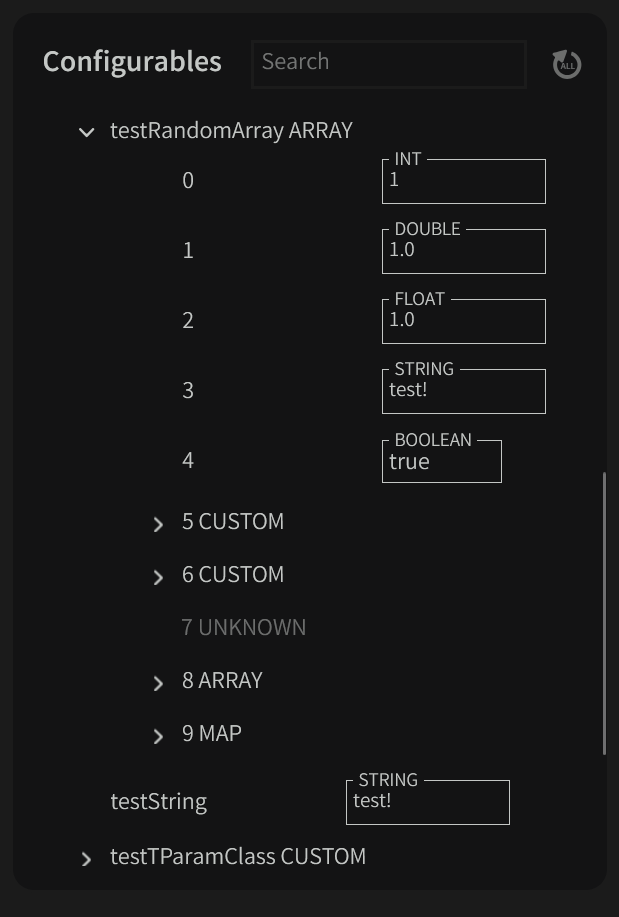 Configurables
Search
ALL
testRandomArray ARRAY
INT
0
1
DOUBLE
1
1.0
FLOAT
2
1.0
STRING
3
test!
BOOLEAN
4
true
5 CUSTOM
6 CUSTOM
7 UNKNOWN
8 ARRAY
9 MAP
STRING
testString
test!
testTParamClass CUSTOM